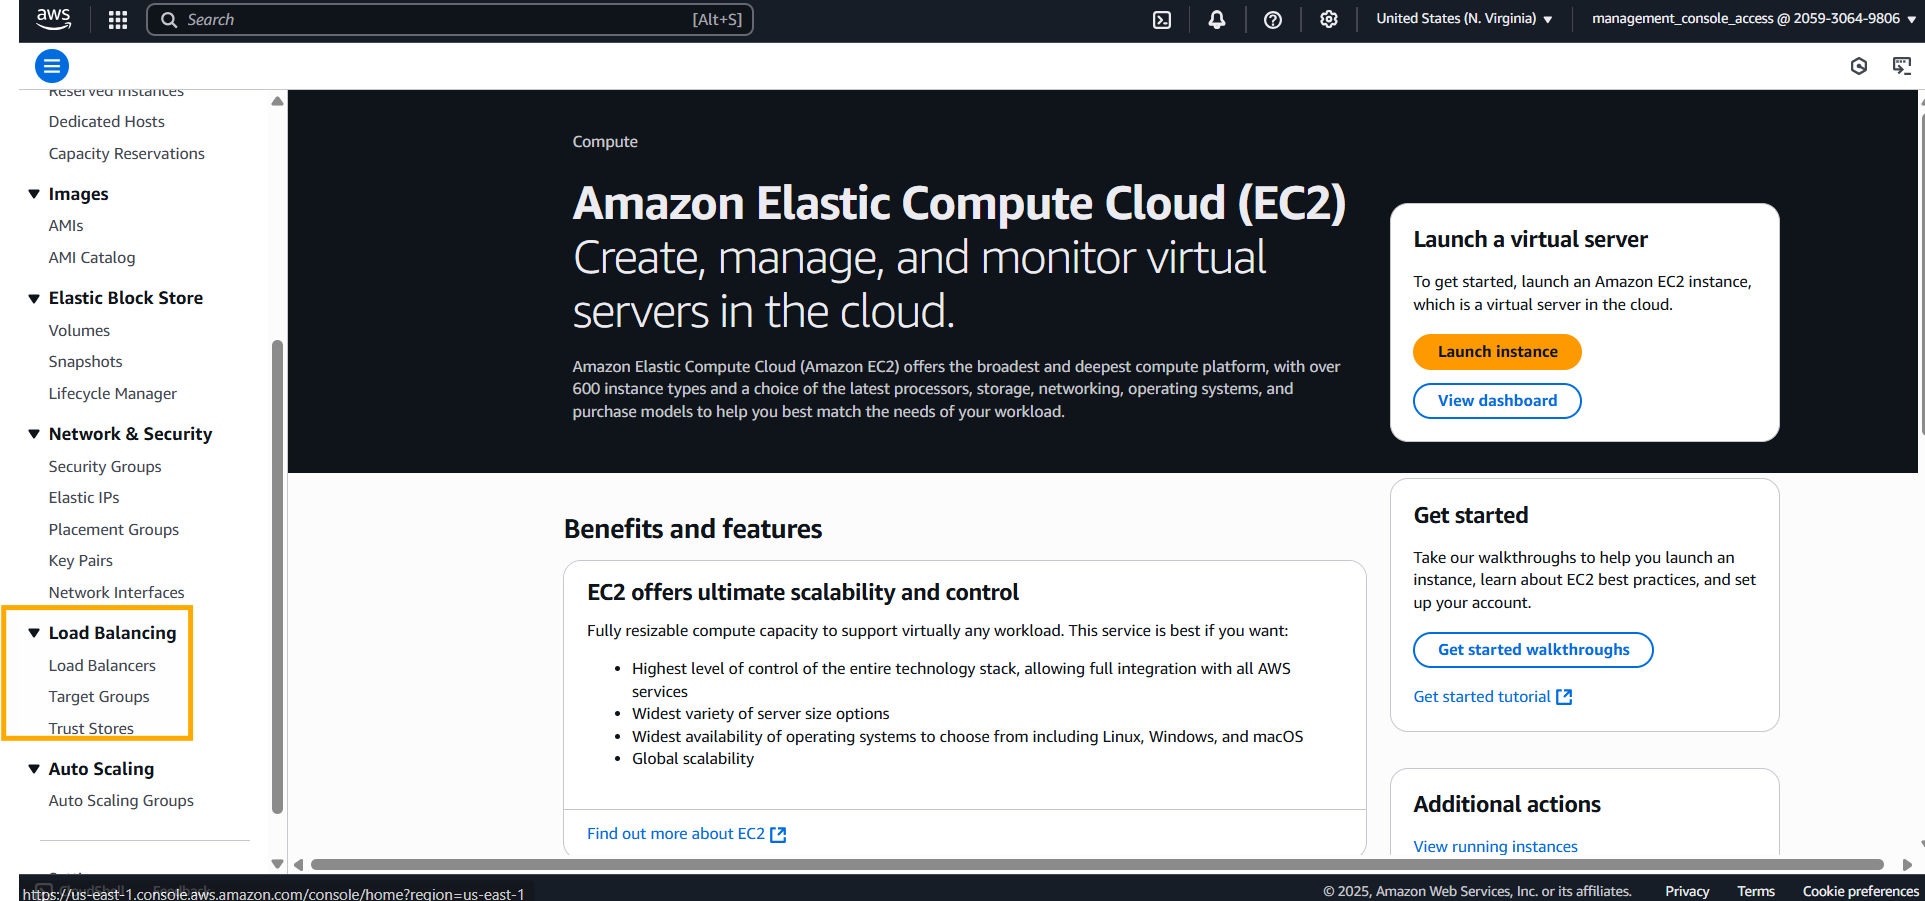 aws
Search
[Alt+S]
United States (N. Virginia)
management_console_access @ 2059-3064-9806
Reserved Instances
Dedicated Hosts
Capacity Reservations
Images
AMIs
AMI Catalog
Elastic Block Store
Volumes
Snapshots
Lifecycle Manager
Network & Security
Security Groups
Elastic IPs
Placement Groups
Key Pairs
Network Interfaces
Load Balancing
Load Balancers
Target Groups
Trust Stores
Auto Scaling
Auto Scaling Groups
Compute
Amazon Elastic Compute Cloud (EC2)
Create, manage, and monitor virtual
servers in the cloud.
Amazon Elastic Compute Cloud (Amazon EC2) offers the broadest and deepest compute platform, with over
600 instance types and a choice of the latest processors, storage, networking, operating systems, and
purchase models to help you best match the needs of your workload.
Launch a virtual server
To get started, launch an Amazon EC2 instance,
which is a virtual server in the cloud.
Launch instance
View dashboard
Benefits and features
EC2 offers ultimate scalability and control
Fully resizable compute capacity to support virtually any workload. This service is best if you want:
• Highest level of control of the entire technology stack, allowing full integration with all AWS
services
• Widest variety of server size options
• Widest availability of operating systems to choose from including Linux, Windows, and macOS
• Global scalability
Find out more about EC2
Get started
Take our walkthroughs to help you launch an
instance, learn about EC2 best practices, and set
up your account.
Get started walkthroughs
Get started tutorial
Additional actions
View running instances
CloudShell
Feedback
https://us-east-1.console.aws.amazon.com/console/home?region=us-east-1
© 2025, Amazon Web Services, Inc. or its affiliates.
Privacy
Terms
Cookie preferences